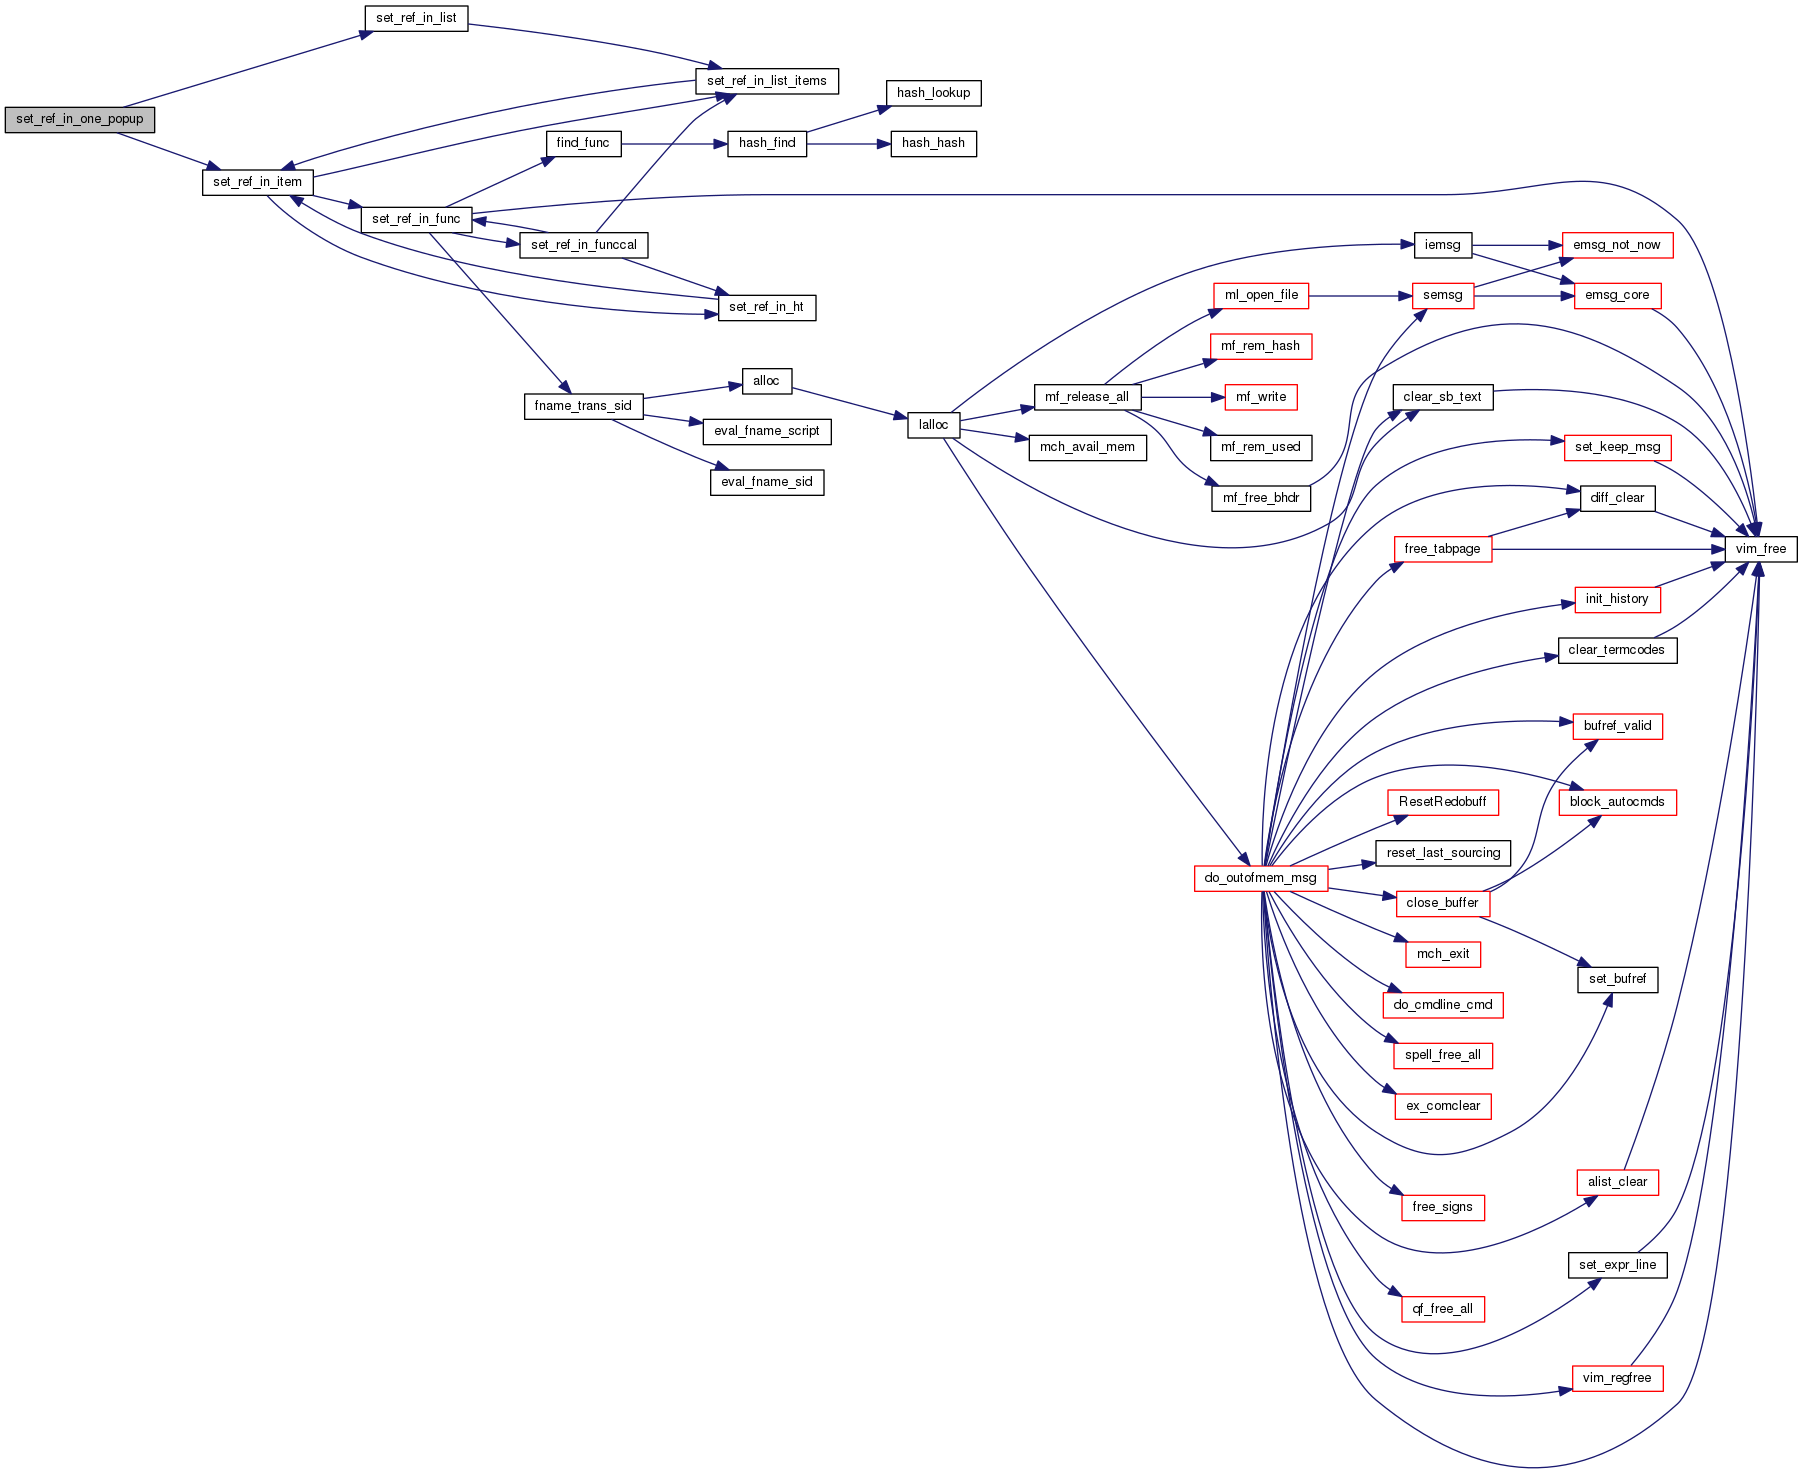 set_ref_in_list
set_ref_in_list_items
hash_lookup
set_ref_in_one_popup
find_func
hash_find
hash_hash
set_ref_in_item
set_ref_in_func
set_ref_in_funccal
iemsg
emsg_not_now
set_ref_in_ht
ml_open_file
semsg
emsg_core
mf_rem_hash
alloc
fname_trans_sid
mf_release_all
mf_write
clear_sb_text
lalloc
eval_fname_script
mch_avail_mem
mf_rem_used
set_keep_msg
eval_fname_sid
mf_free_bhdr
diff_clear
free_tabpage
vim_free
init_history
clear_termcodes
bufref_valid
ResetRedobuff
block_autocmds
reset_last_sourcing
do_outofmem_msg
close_buffer
mch_exit
set_bufref
do_cmdline_cmd
spell_free_all
ex_comclear
alist_clear
free_signs
set_expr_line
qf_free_all
vim_regfree